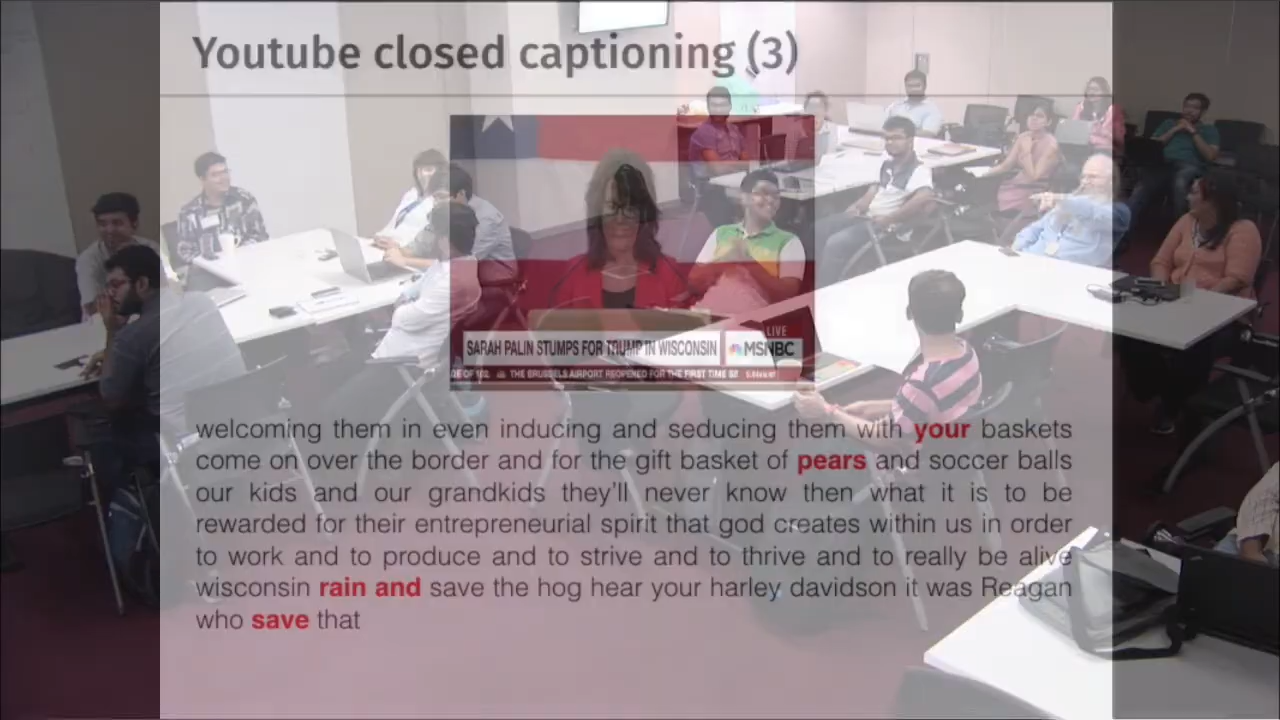 Youtube closed captioning (3)
LIVE
SARAH PALIN STUMPS FOR TRUMP IN WISCONSIN
MSNBC
THE BRUSSELS AIRPORT REOPENED FOR THE FIRST TIME
welcoming them in even inducing and seducing them with your baskets
come on over the border and for the gift basket of pears and soccer balls
our kids and our grandkids they'll never know then what it is to be
rewarded for their entrepreneurial spirit that god creates within us in order
to work and to produce and to strive and to thrive and to really be alive
wisconsin rain and save the hog hear your harley davidson it was Reagan
who save that